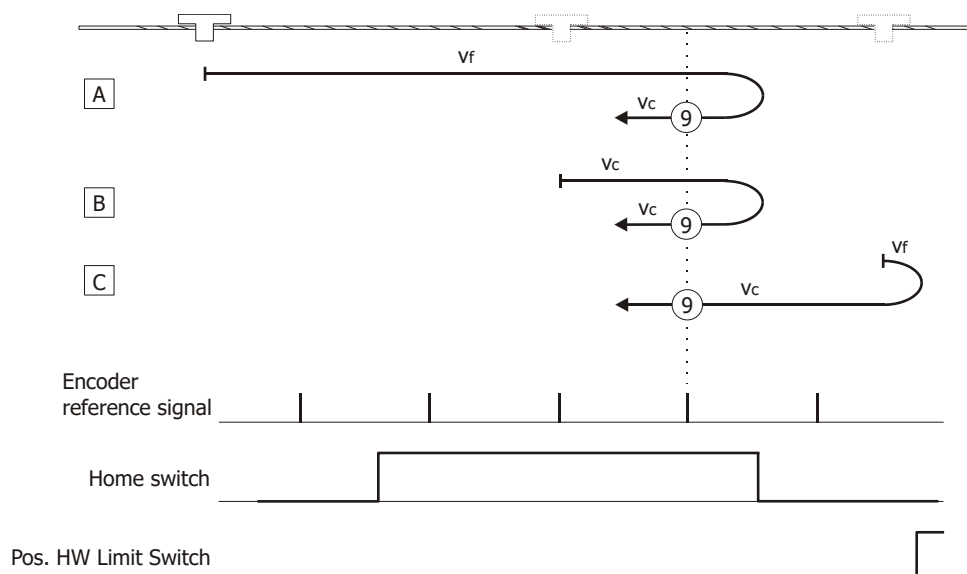 Vf
A
Vc
9
Vc
B
Vc
9
Vf
C
Vc
9
Encoder
reference signal
Home switch
Pos. HW Limit Switch